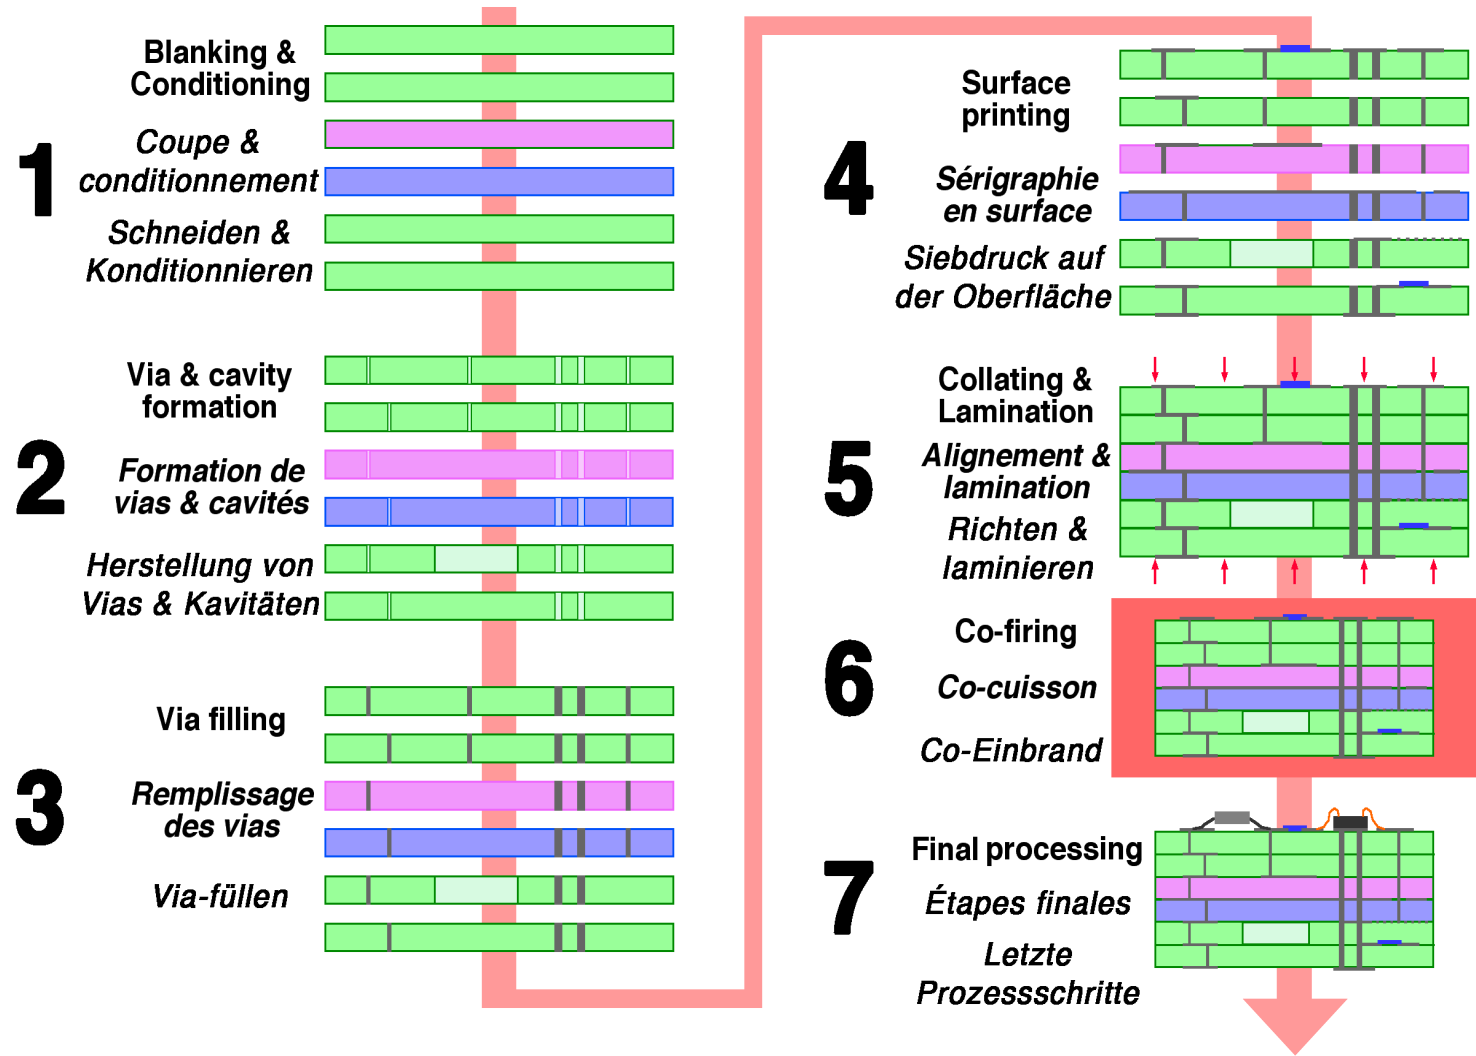 1
Blanking &
Conditioning
Coupe &
conditionnement
Schneiden &
Konditionnieren
2
Via & cavity
formation
Formation de
vias & cavités
Herstellung von
Vias & Kavitäten
3
Via filling
Remplissage
des vias
Via-füllen
4
Surface
printing
Sérigraphie
en surface
Siebdruck auf
der Oberfläche
5
Collating &
Lamination
Alignement &
lamination
Richten &
laminieren
6
Co-firing
Co-cuisson
Co-Einbrand
7
Final processing
Étapes finales
Letzte
Prozessschritte